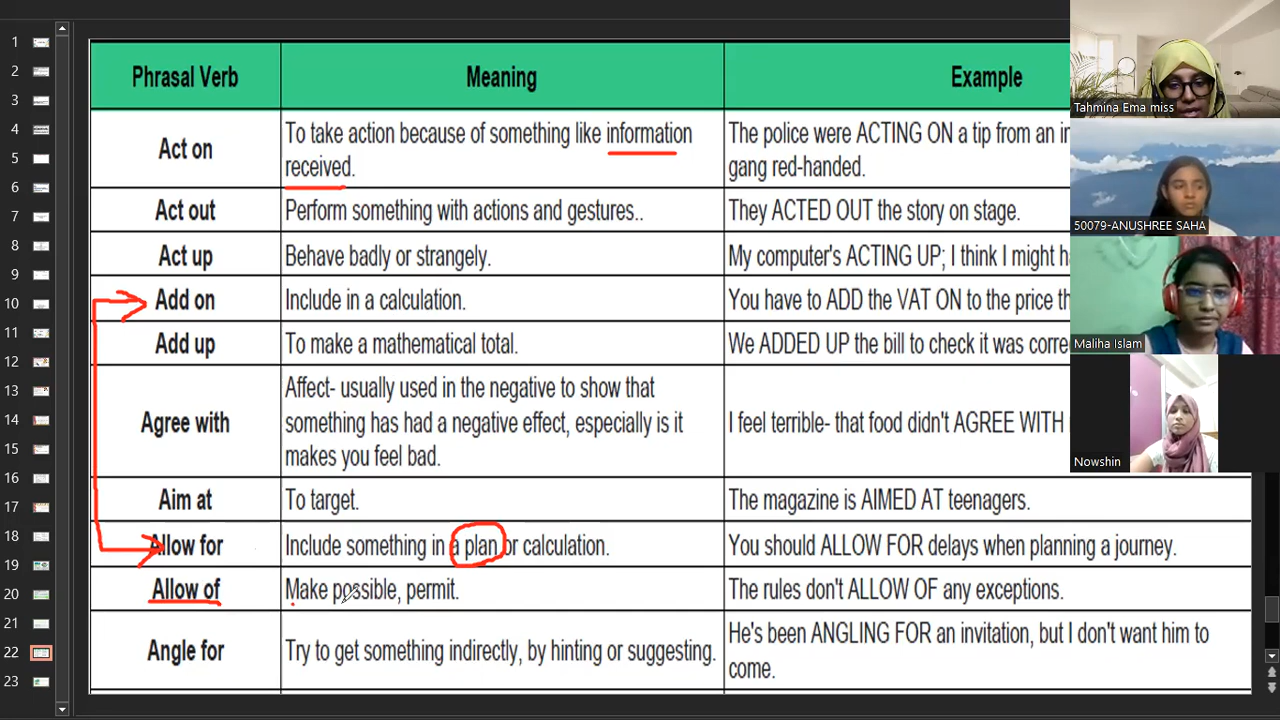 1
2
3
4
5
6
7
8
9
10
11
12
13
14
15
16
17
18
19
20
21
22
23
Phrasal Verb Meaning Example
Act on
To take action because of something like information
received.
The police were ACTING ON a tip from an
gang red-handed.
Act out
Perform something with actions and gestures..
They ACTED OUT the story on stage.
Act up
Behave badly or strangely.
My computer's ACTING UP; I think I might
Add on
Include in a calculation.
You have to ADD the VAT ON to the price
Add up
To make a mathematical total.
We ADDED UP the bill to check it was
Agree with
Affect- usually used in the negative to show that
something has had a negative effect, especially is it
makes you feel bad.
I feel terrible- that food didn't AGREE WITH
Aim at
To target.
The magazine is AIMED AT teenagers.
Allow for
Include something in a plan or calculation.
You should ALLOW FOR delays when planning a journey.
Allow of
Make possible, permit.
The rules don't ALLOW OF any exceptions.
Angle for
Try to get something indirectly, by hinting or suggesting.
He's been ANGLING FOR an invitation, but I don't want him to
come.
Tahmina Ema miss
50079-ANUSHREE SAHA
Maliha Islam
Nowshin